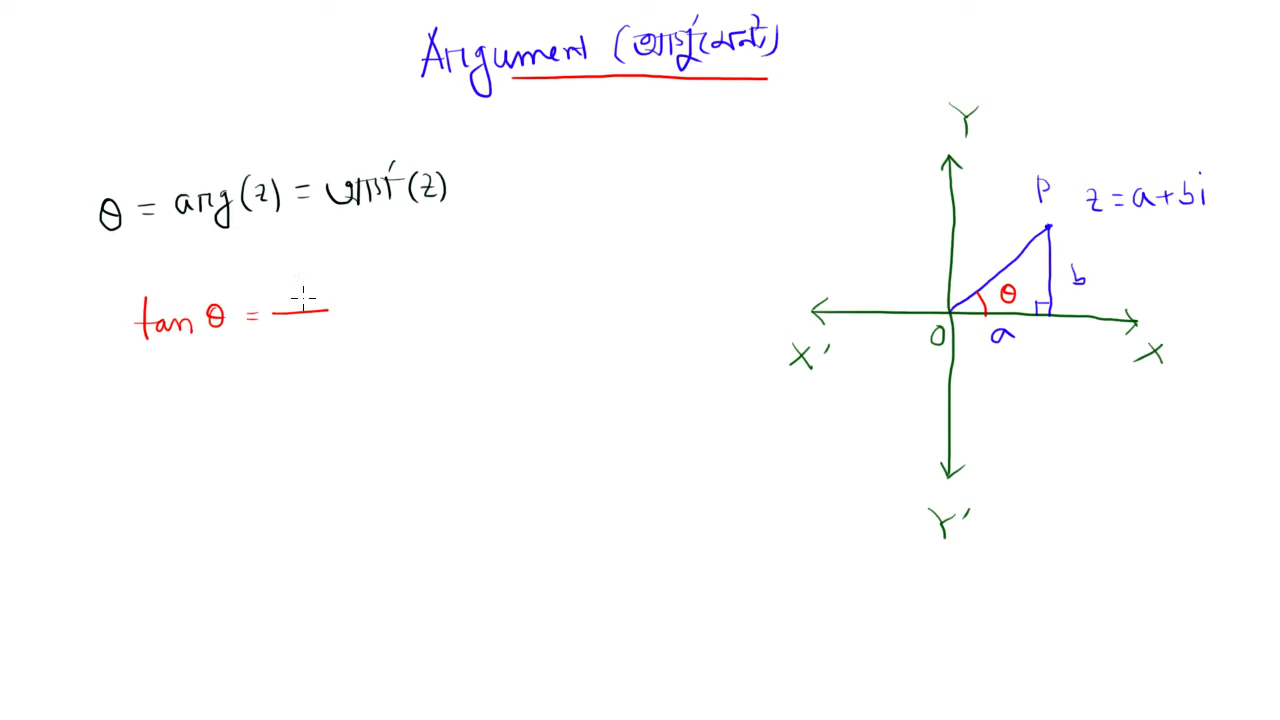 Argument (আর্গুমেন্ট)
θ = arg(z) = আর্গ(z)
tan θ =
Y
P z = a+bi
b
θ
O a
X' X
Y'